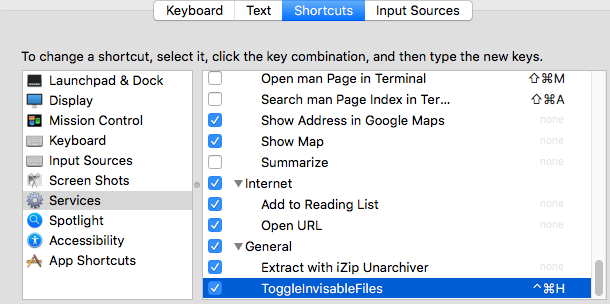 Keyboard Text Shortcuts Input Sources
To change a shortcut, select it, click the key combination, and then type the new keys.
Launchpad & Dock
Display
Mission Control
Keyboard
Input Sources
Screen Shots
Services
Spotlight
Accessibility
App Shortcuts
Open man Page in Terminal ⇧⌘M
Search man Page Index in Ter... ⇧⌘A
Show Address in Google Maps none
Show Map none
Summarize none
Internet
Add to Reading List none
Open URL none
General
Extract with iZip Unarchiver none
ToggleInvisableFiles ^⌘H